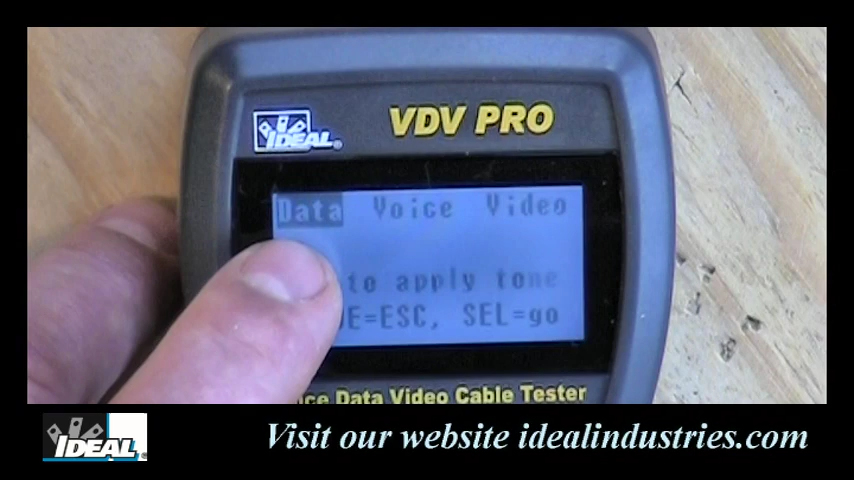 IDEAL®
VDV PRO
Data Voice Video
to apply tone
E=ESC, SEL=go
ce Data Video Cable Tester
IDEAL®
Visit our website idealindustries.com